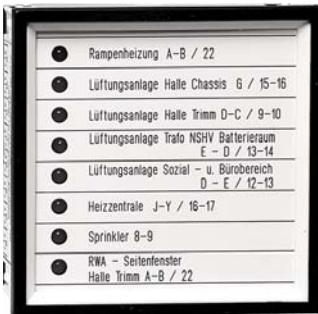 Rampenheizung A-B / 22
Lüftungsanlage Halle Chassis G / 15-16
Lüftungsanlage Halle Trimm D-C / 9-10
Lüftungsanlage Trafo NSHV Batterieraum
E - D / 13-14
Lüftungsanlage Sozial - u. Bürobereich
D - E / 12-13
Heizzentrale J-Y / 16-17
Sprinkler 8-9
RWA - Seitenfenster
Halle Trimm A-B / 22